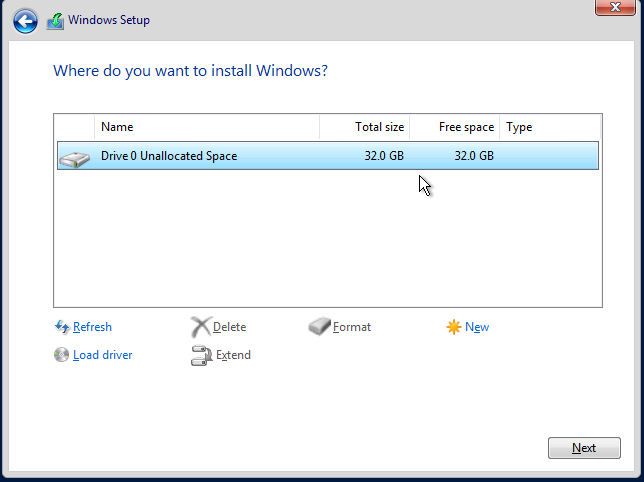 Windows Setup
Where do you want to install Windows?
Name Total size Free space Type
Drive 0 Unallocated Space 32.0 GB 32.0 GB
Refresh Delete Format New
Load driver Extend
Next